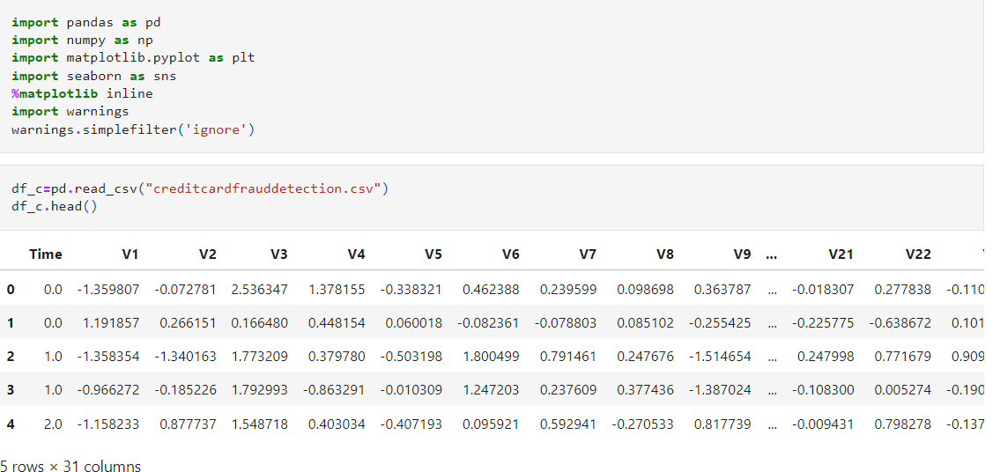 import pandas as pd
import numpy as np
import matplotlib.pyplot as plt
import seaborn as sns
%matplotlib inline
import warnings
warnings.simplefilter('ignore')
df_c=pd.read_csv("creditcardfrauddetection.csv")
df_c.head()
Time V1 V2 V3 V4 V5 V6 V7 V8 V9 ... V21 V22
0 0.0 -1.359807 -0.072781 2.536347 1.378155 -0.338321 0.462388 0.239599 0.098698 0.363787 ... -0.018307 0.277838 -0.110
1 0.0 1.191857 0.266151 0.166480 0.448154 0.060018 -0.082361 -0.078803 0.085102 -0.255425 ... -0.225775 -0.638672 0.101
2 1.0 -1.358354 -1.340163 1.773209 0.379780 -0.503198 1.800499 0.791461 0.247676 -1.514654 ... 0.247998 0.771679 0.909
3 1.0 -0.966272 -0.185226 1.792993 -0.863291 -0.010309 1.247203 0.237609 0.377436 -1.387024 ... -0.108300 0.005274 -0.190
4 2.0 -1.158233 0.877737 1.548718 0.403034 -0.407193 0.095921 0.592941 -0.270533 0.817739 ... -0.009431 0.798278 -0.137
5 rows × 31 columns